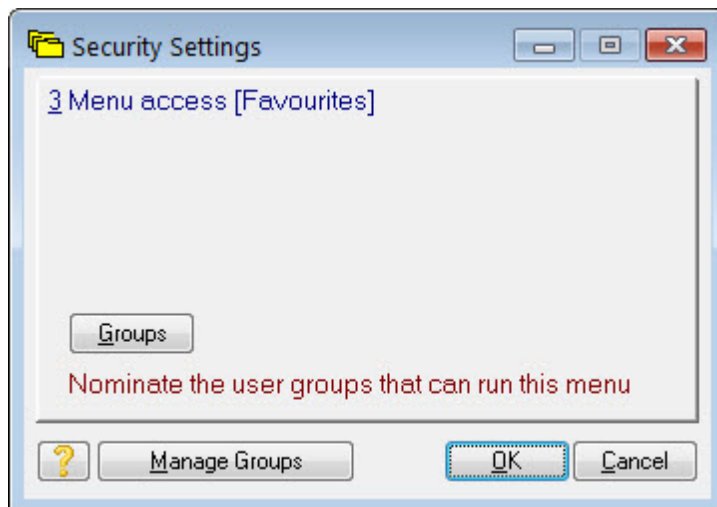 Security Settings
3 Menu access [Favourites]
Groups
Nominate the user groups that can run this menu
? Manage Groups OK Cancel